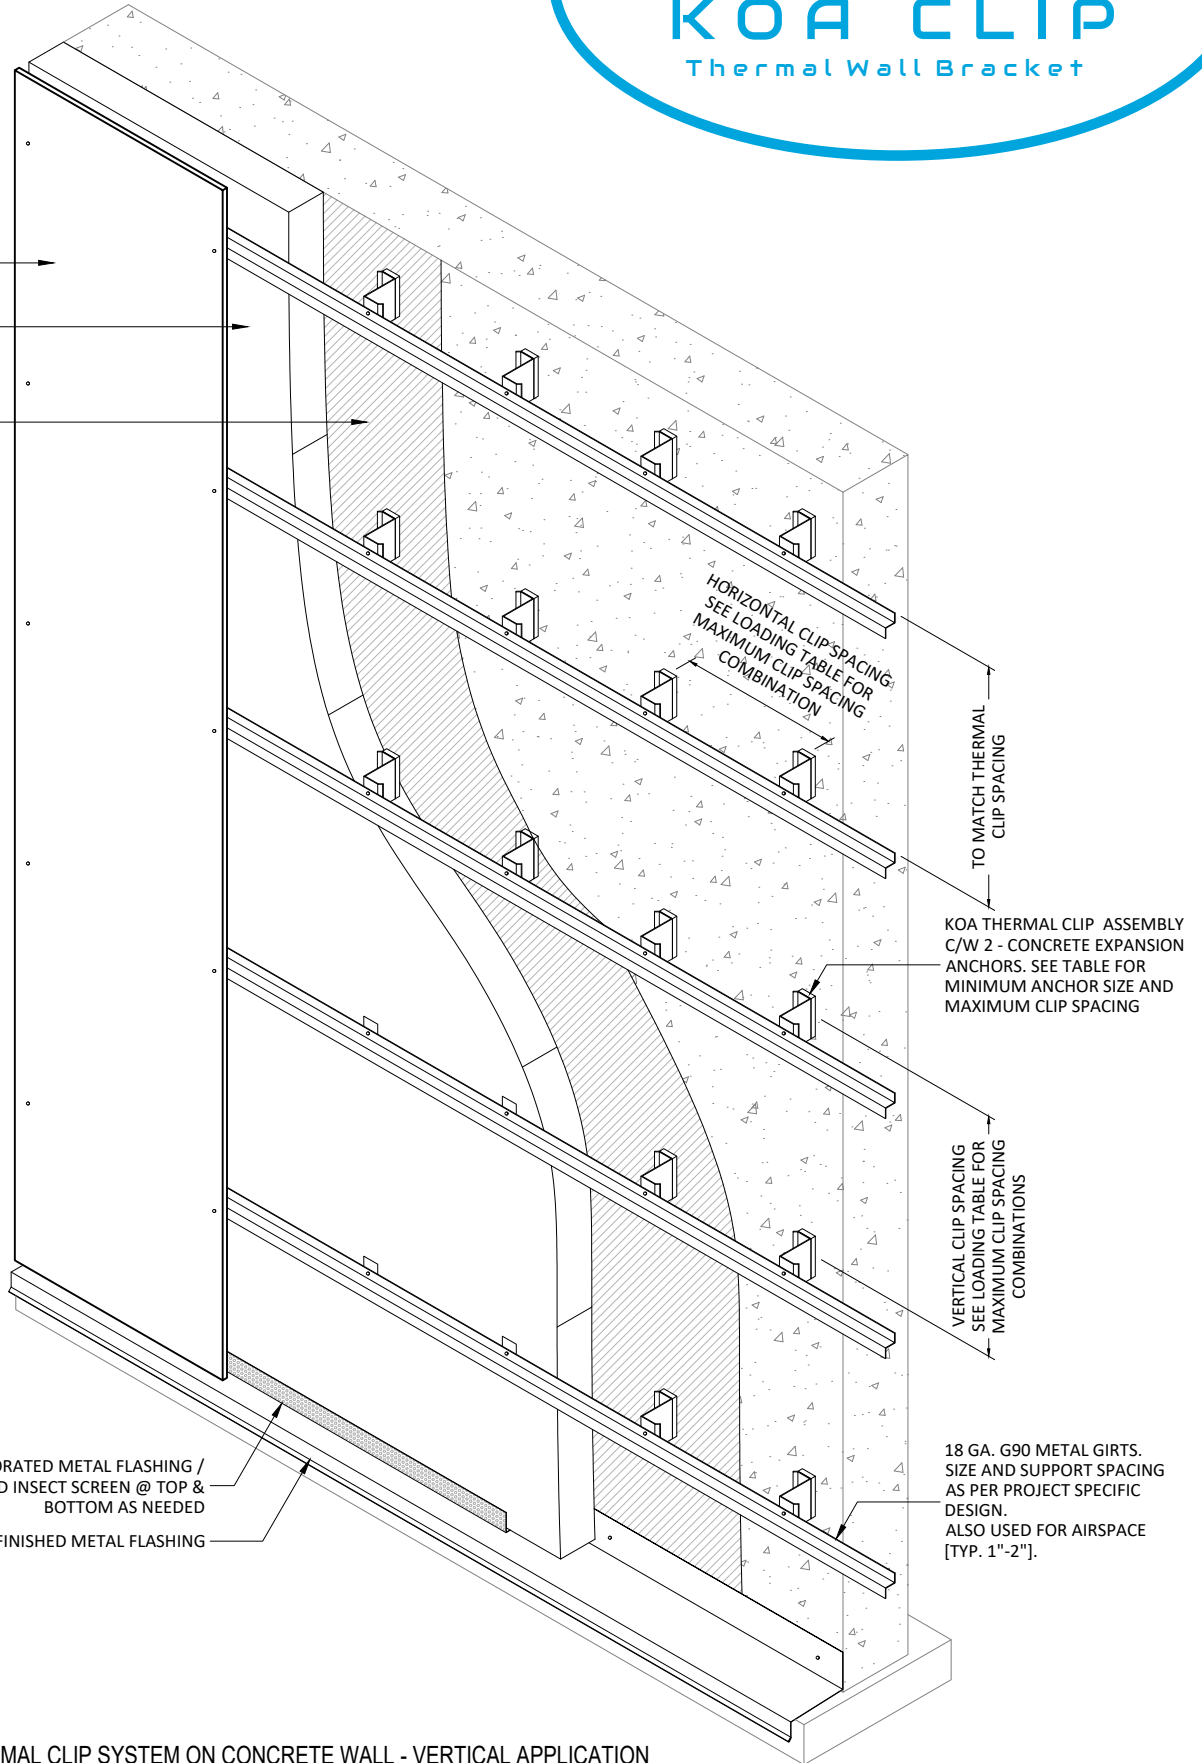 KOA CLIP
Thermal Wall Bracket
HORIZONTAL CLIP SPACING
SEE LOADING TABLE FOR
MAXIMUM CLIP SPACING
COMBINATION
TO MATCH THERMAL
CLIP SPACING
KOA THERMAL CLIP ASSEMBLY
C/W 2 - CONCRETE EXPANSION
ANCHORS. SEE TABLE FOR
MINIMUM ANCHOR SIZE AND
MAXIMUM CLIP SPACING
VERTICAL CLIP SPACING
SEE LOADING TABLE FOR
MAXIMUM CLIP SPACING
COMBINATIONS
18 GA. G90 METAL GIRTS.
SIZE AND SUPPORT SPACING
AS PER PROJECT SPECIFIC
DESIGN.
ALSO USED FOR AIRSPACE
[TYP. 1"-2"].
ORATED METAL FLASHING /
D INSECT SCREEN @ TOP &
BOTTOM AS NEEDED
FINISHED METAL FLASHING
MAL CLIP SYSTEM ON CONCRETE WALL - VERTICAL APPLICATION